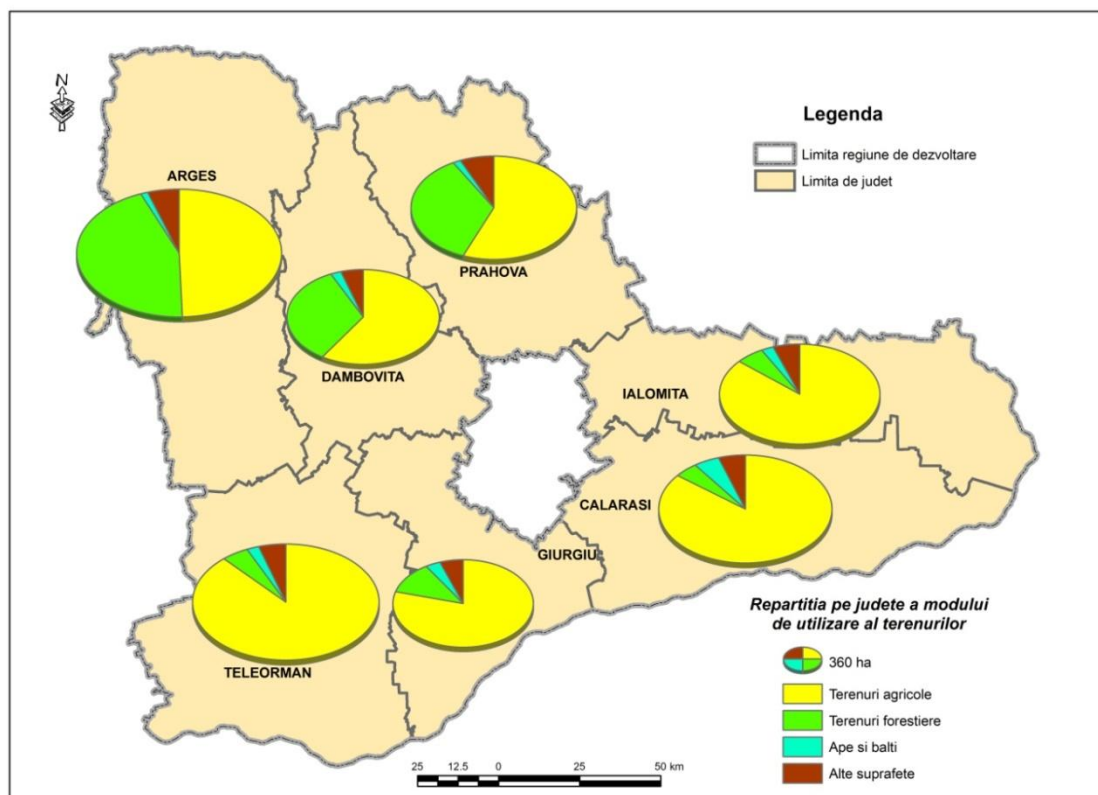 N
Legenda
Limita regiune de dezvoltare
Limita de judet
ARGES
PRAHOVA
DAMBOVITA
IALOMITA
CALARASI
GIURGIU
TELEORMAN
Repartitia pe judete a modului
de utilizare al terenurilor
360 ha
Terenuri agricole
Terenuri forestiere
Ape si balti
Alte suprafete
25 12.5 0 25 50 km